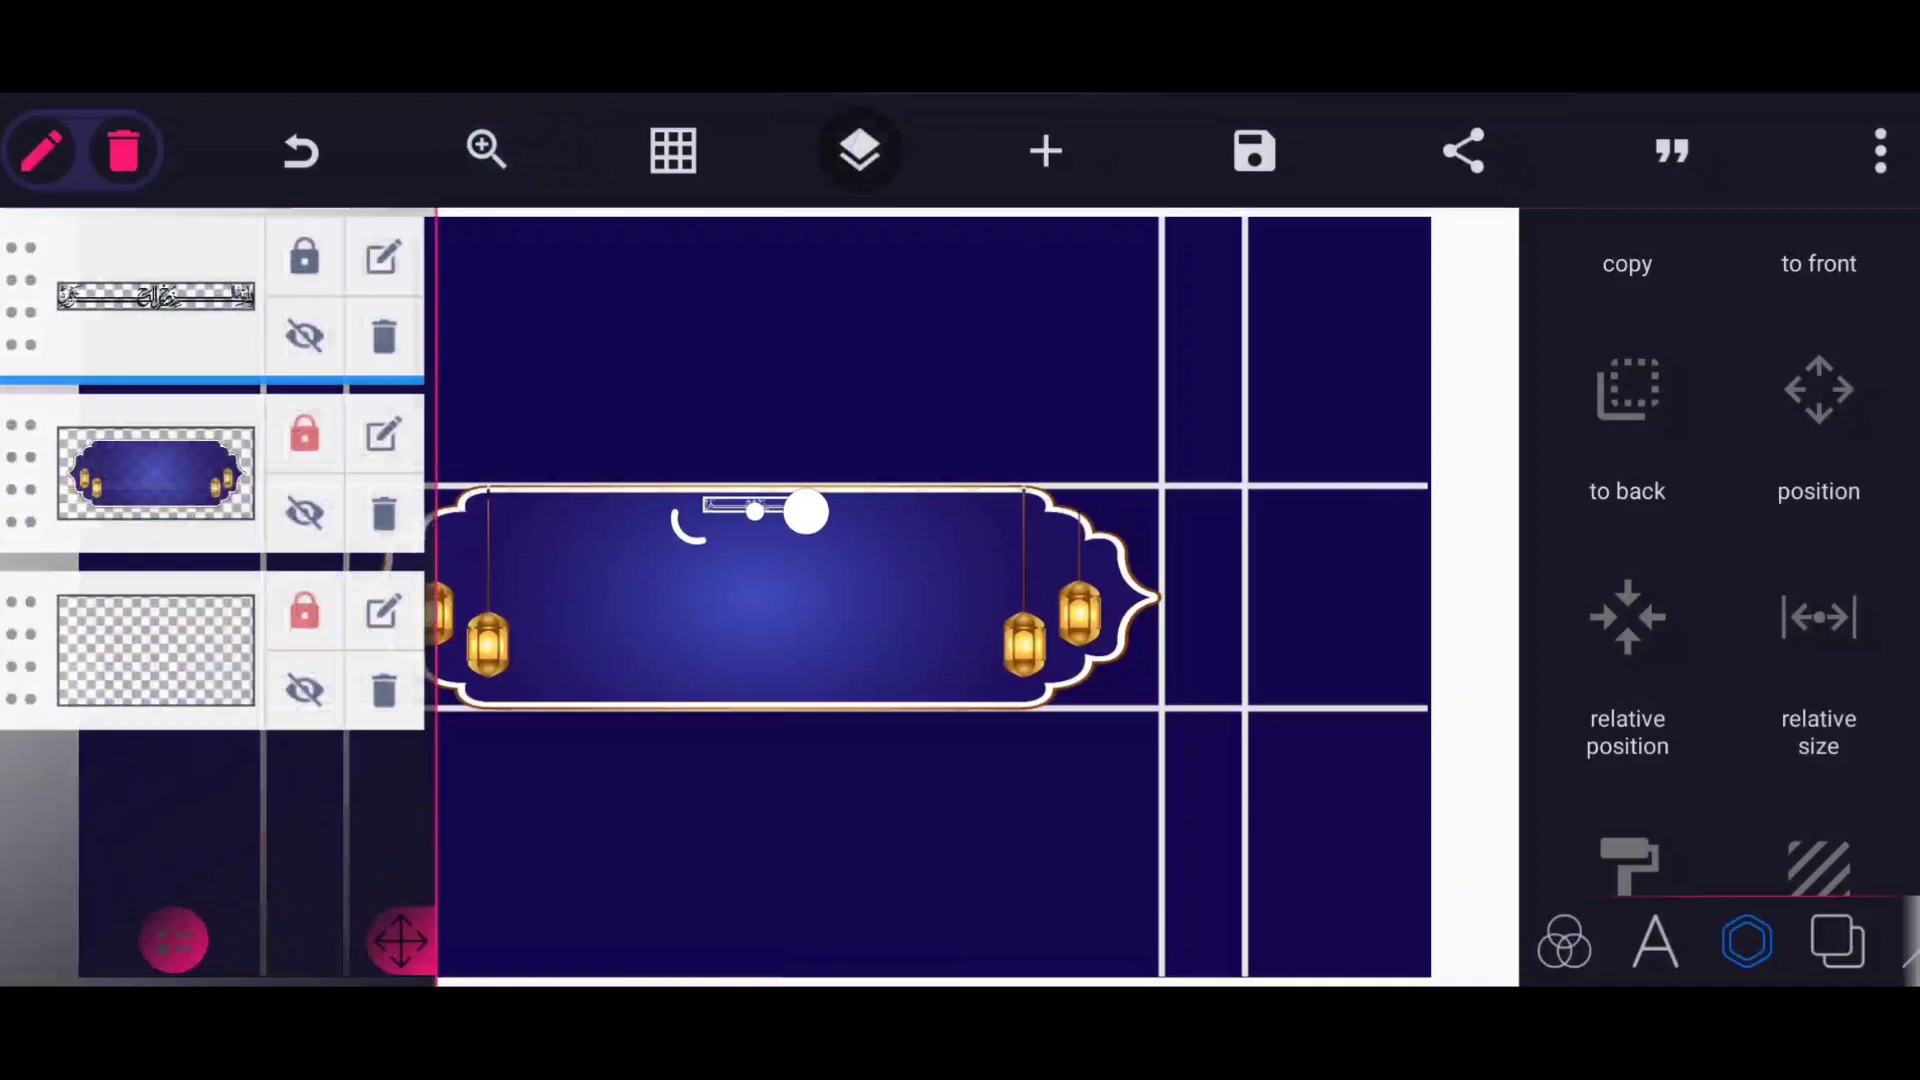 copy
to front
to back
position
relative
position
relative
size